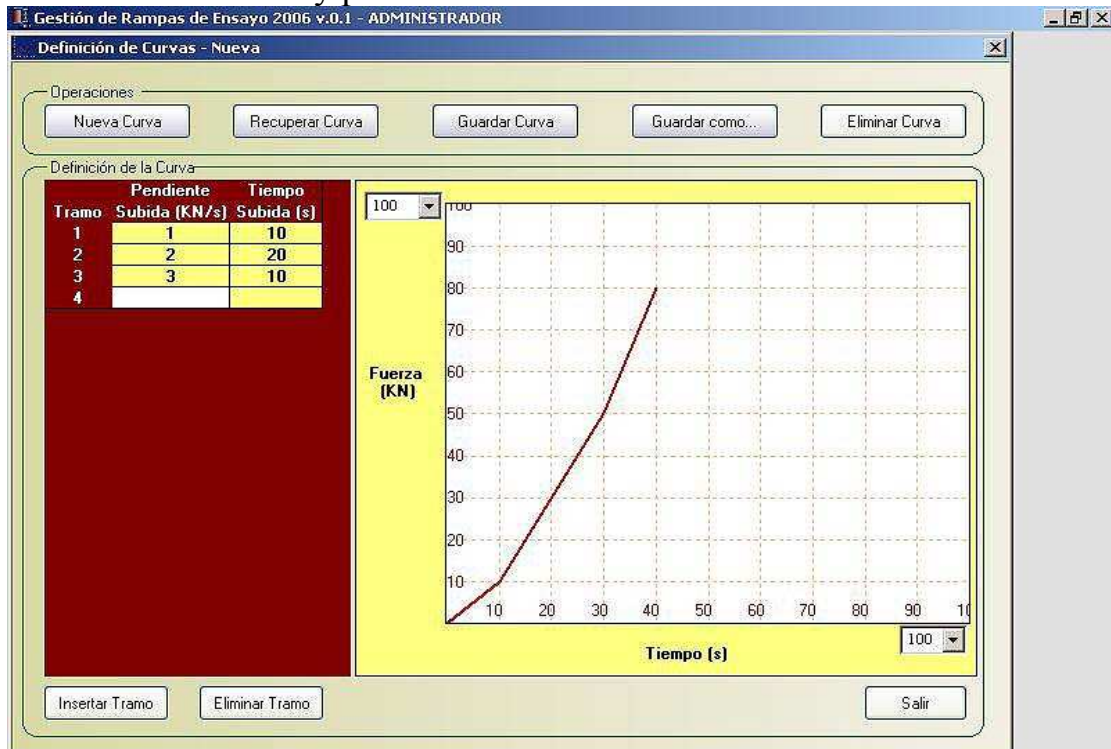 y p
Gestión de Rampas de Ensayo 2006 v.0.1 - ADMINISTRADOR
Definición de Curvas - Nueva
Operaciones
Nueva Curva Recuperar Curva Guardar Curva Guardar como... Eliminar Curva
Definición de la Curva
Pendiente Tiempo
Tramo Subida (KN/s) Subida (s)
1 1 10
2 2 20
3 3 10
4
100
100
90
80
70
Fuerza
(KN)
60
50
40
30
20
10
10 20 30 40 50 60 70 80 90 10
100
Tiempo (s)
Insertar Tramo Eliminar Tramo Salir